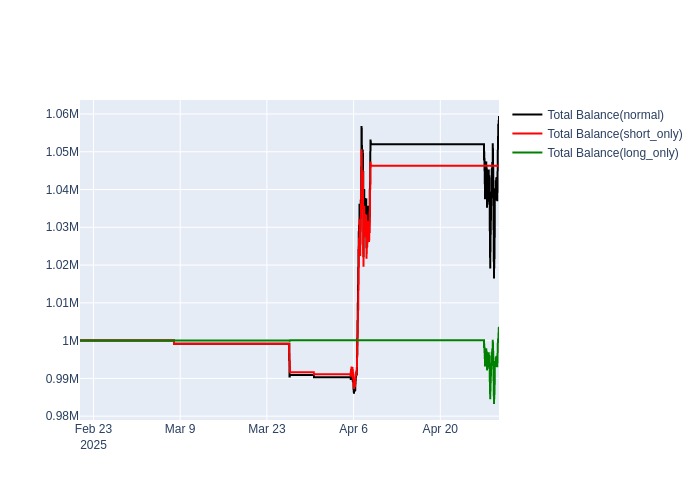 1.06M
1.05M
1.04M
1.03M
1.02M
1.01M
1M
0.99M
0.98M
Feb 23
2025
Mar 9
Mar 23
Apr 6
Apr 20
Total Balance(normal)
Total Balance(short_only)
Total Balance(long_only)